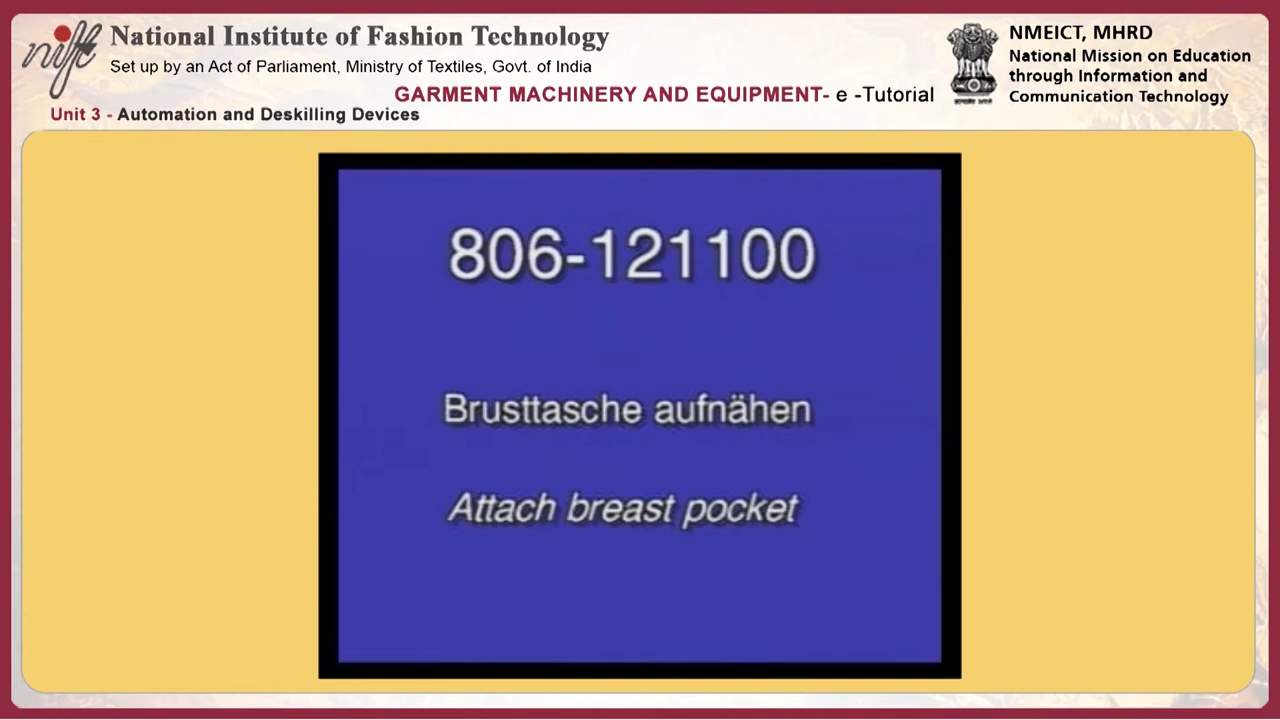 nift
National Institute of Fashion Technology
Set up by an Act of Parliament, Ministry of Textiles, Govt. of India
GARMENT MACHINERY AND EQUIPMENT- e -Tutorial
Unit 3 - Automation and Deskilling Devices
NMEICT, MHRD
National Mission on Education
through Information and
Communication Technology
806-121100
Brusttasche aufnähen
Attach breast pocket